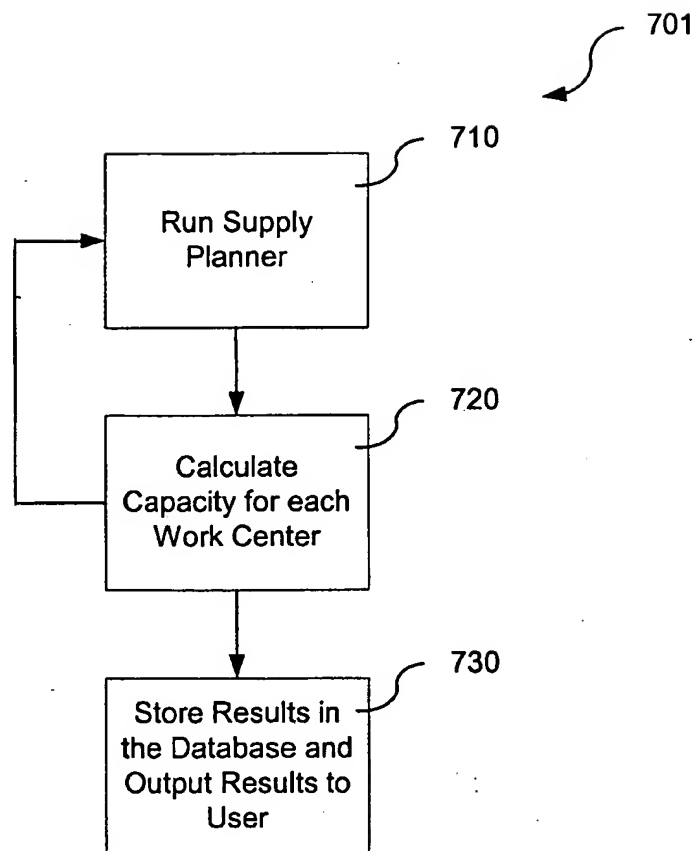 701
710
Run Supply
Planner
720
Calculate
Capacity for each
Work Center
730
Store Results in
the Database and
Output Results to
User